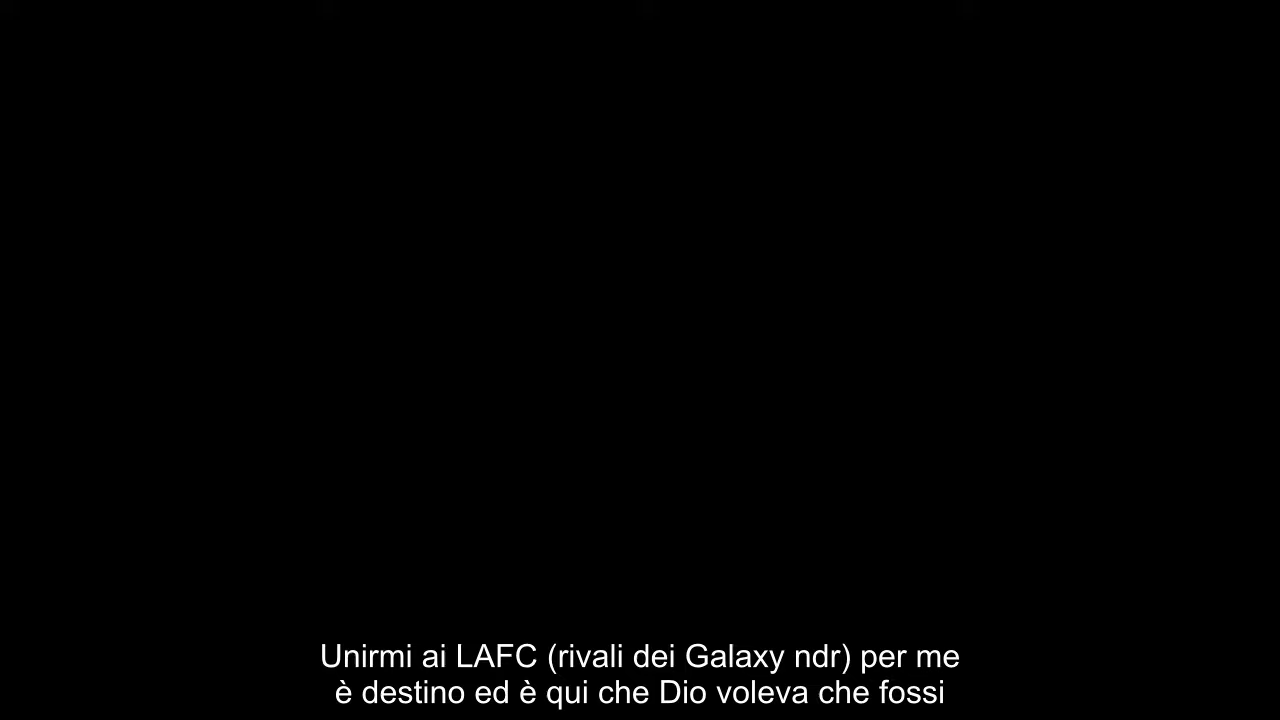 Unirmi ai LAFC (rivali dei Galaxy ndr) per me
è destino ed è qui che Dio voleva che fossi